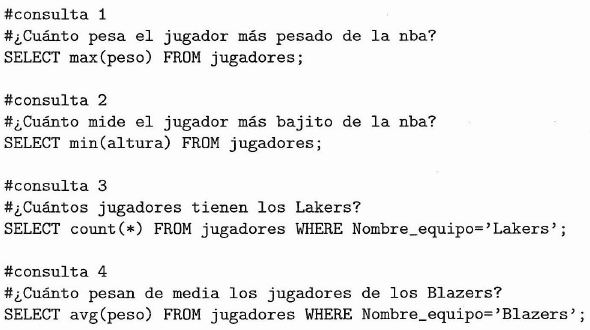 #consulta 1
#¿Cuánto pesa el jugador más pesado de la nba?
SELECT max(peso) FROM jugadores;
#consulta 2
#¿Cuánto mide el jugador más bajito de la nba?
SELECT min(altura) FROM jugadores;
#consulta 3
#¿Cuántos jugadores tienen los Lakers?
SELECT count(*) FROM jugadores WHERE Nombre_equipo='Lakers';
#consulta 4
#¿Cuánto pesan de media los jugadores de los Blazers?
SELECT avg(peso) FROM jugadores WHERE Nombre_equipo='Blazers';